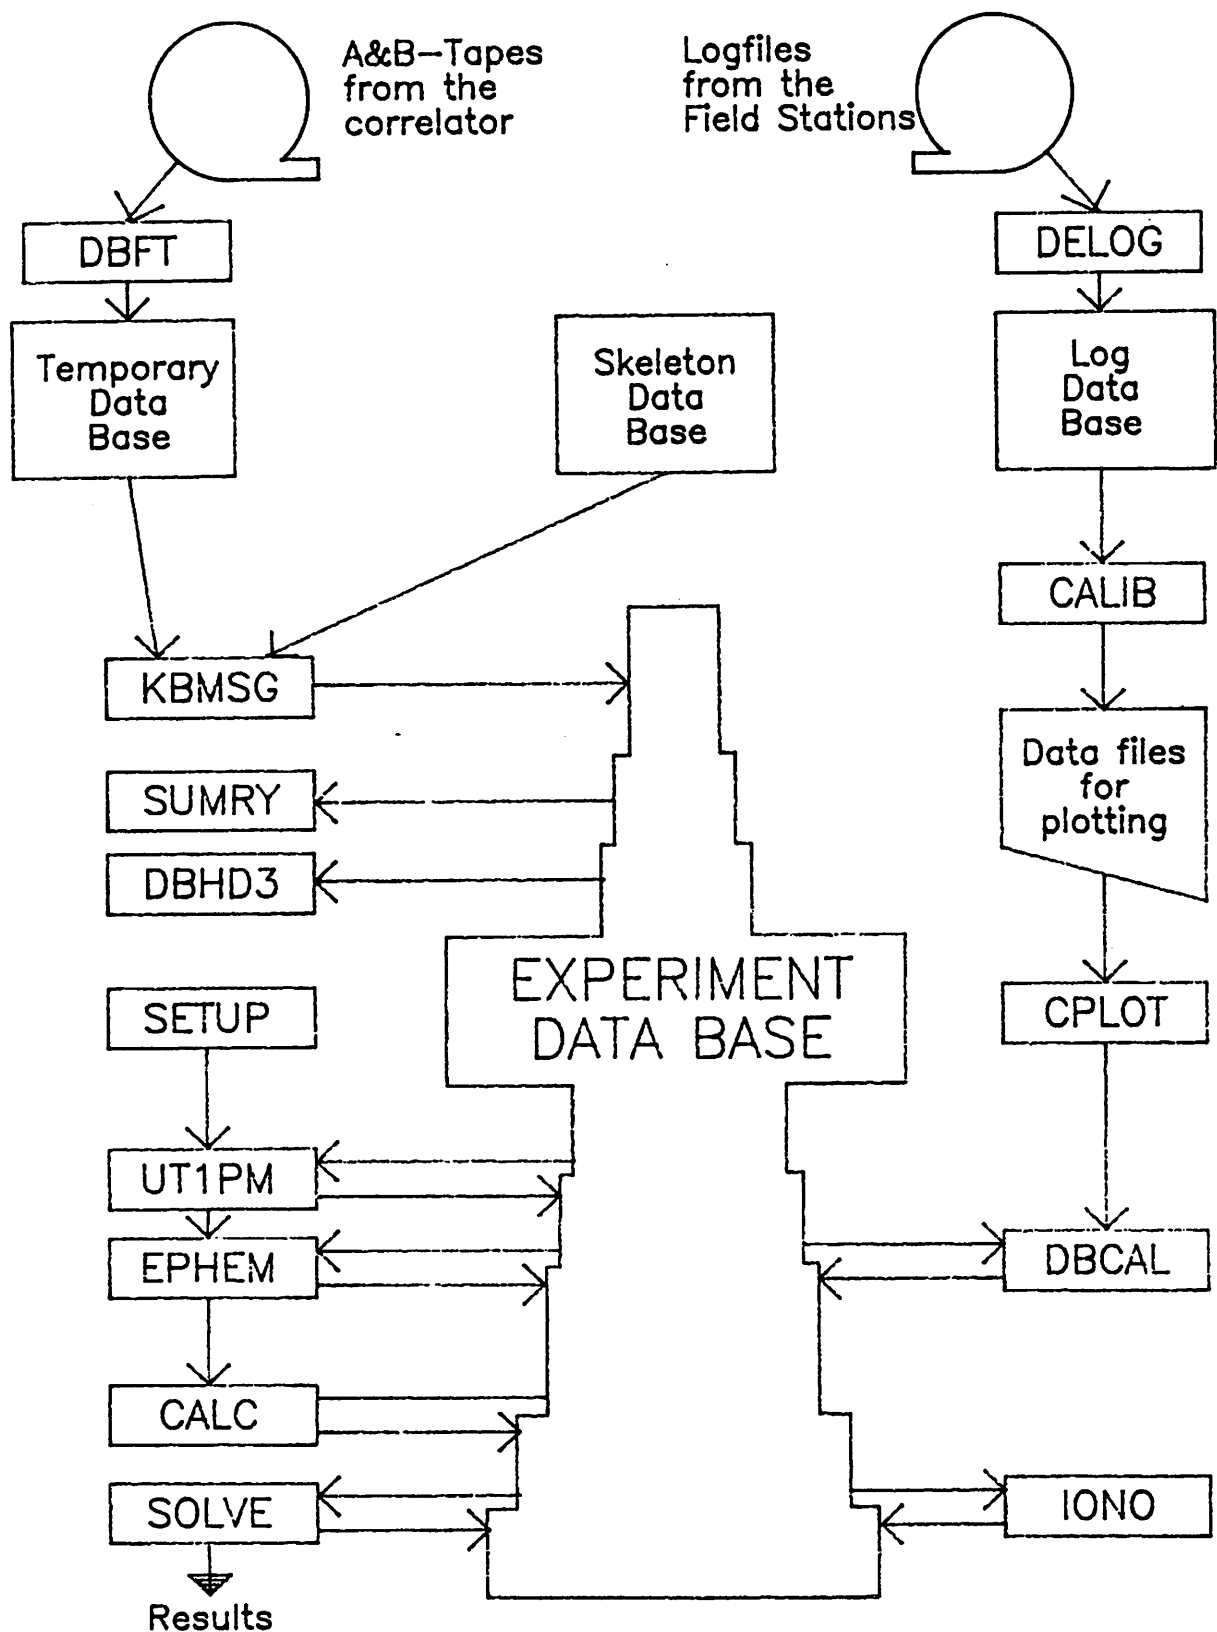 A&B-Tapes
from the
correlator
Logfiles
from the
Field Stations
DBFT
DELOG
Temporary
Data
Base
Skeleton
Data
Base
Log
Data
Base
CALIB
KBMSG
Data files
for
plotting
SUMRY
DBHD3
EXPERIMENT
DATA BASE
SETUP
CPLOT
UT1PM
EPHEM
DBCAL
CALC
SOLVE
IONO
Results